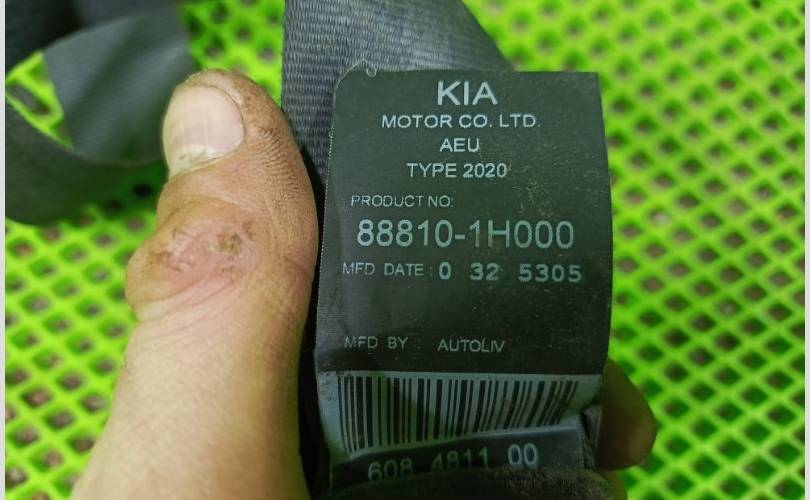 KIA
MOTOR CO. LTD.
AEU
TYPE 2020
PRODUCT NO:
88810-1H000
MFD DATE : 0 32 5305
MFD BY : AUTOLIV
608 4811 00